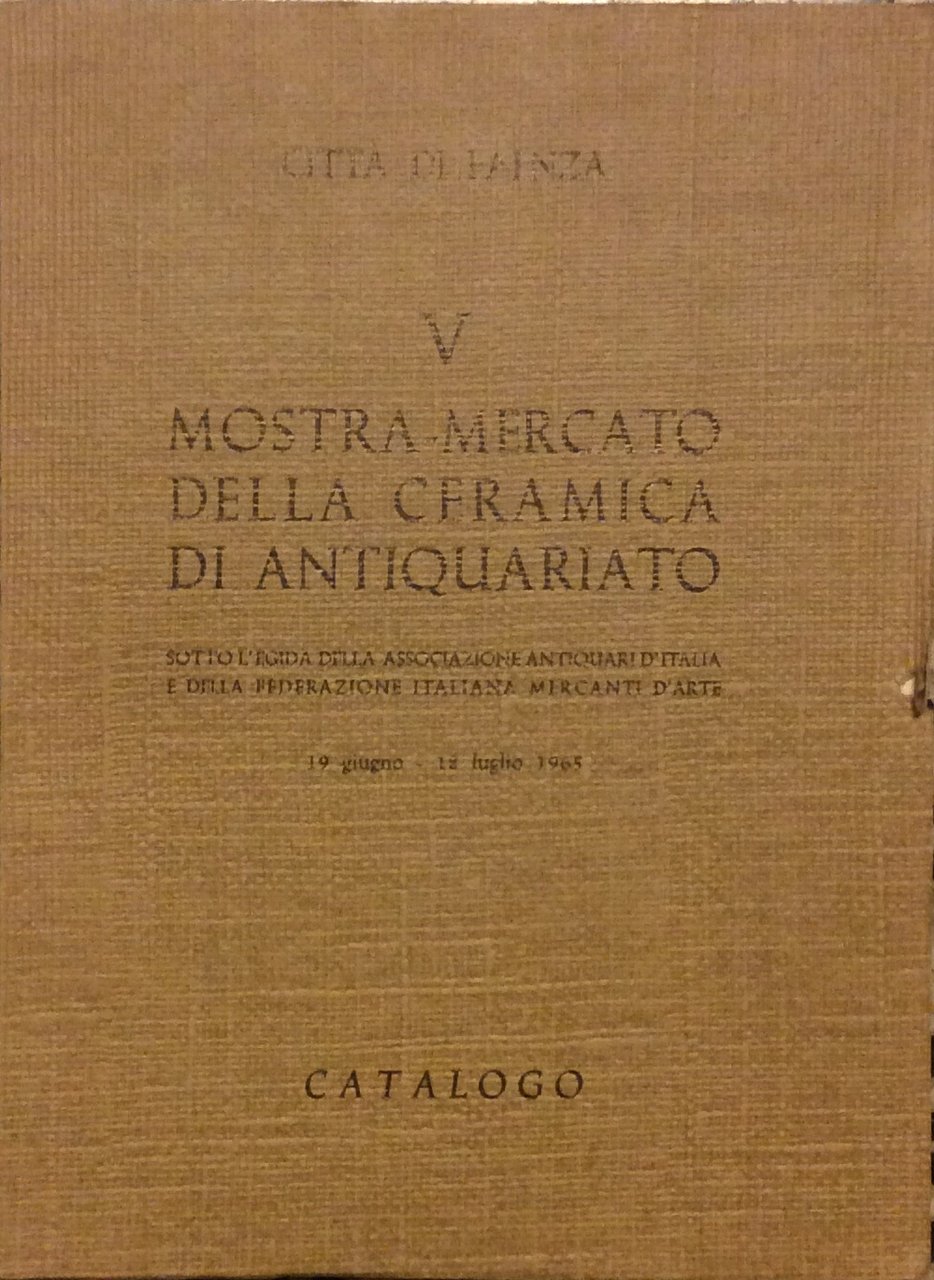 CITTÀ DI FAENZA
V
MOSTRA-MERCATO
DELLA CERAMICA
DI ANTIQUARIATO
SOTTO L'EGIDA DELLA ASSOCIAZIONE ANTIQUARI D'ITALIA
E DELLA FEDERAZIONE ITALIANA MERCANTI D'ARTE
19 giugno - luglio 1965
CATALOGO